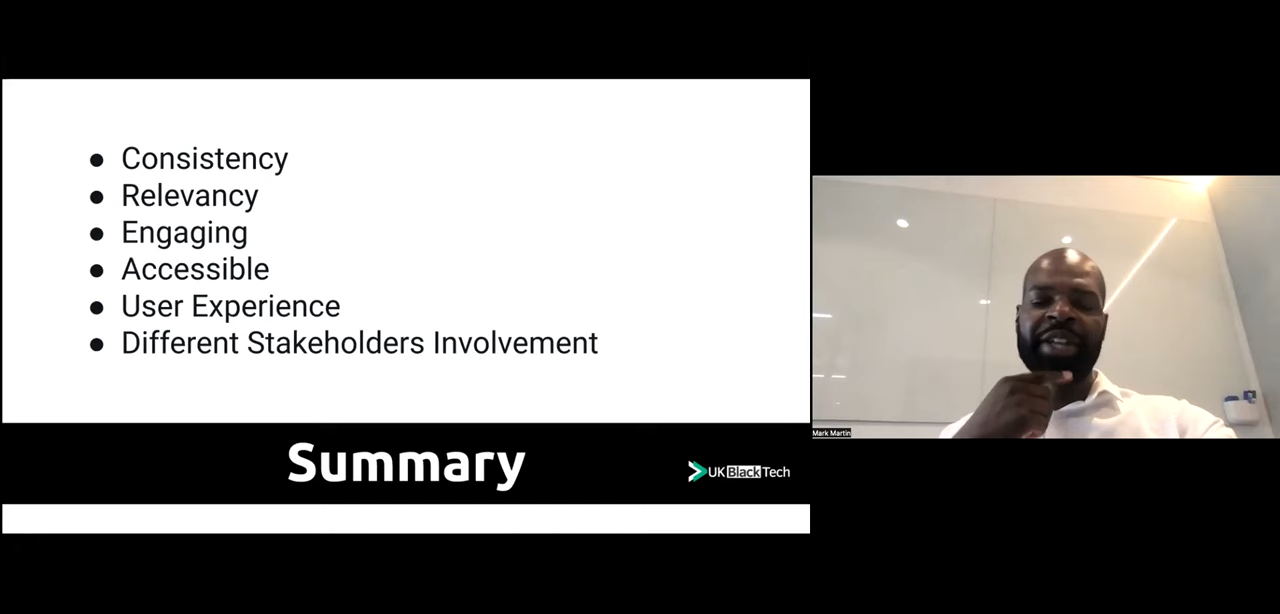 ● Consistency
● Relevancy
● Engaging
● Accessible
● User Experience
● Different Stakeholders Involvement
Summary
UKBlackTech
Mark Martin